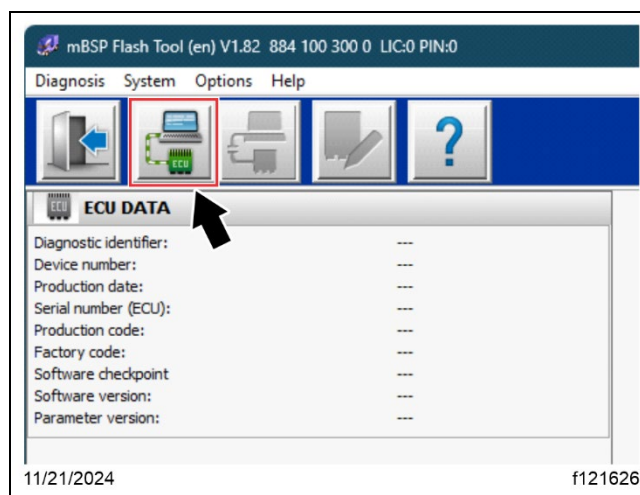 mBSP Flash Tool (en) V1.82 884 100 300 0 LIC:0 PIN:0
Diagnosis System Options Help
ECU
?
ECU ECU DATA
Diagnostic identifier: ---
Device number: ---
Production date: ---
Serial number (ECU): ---
Production code: ---
Factory code: ---
Software checkpoint ---
Software version: ---
Parameter version: ---
11/21/2024 f121626